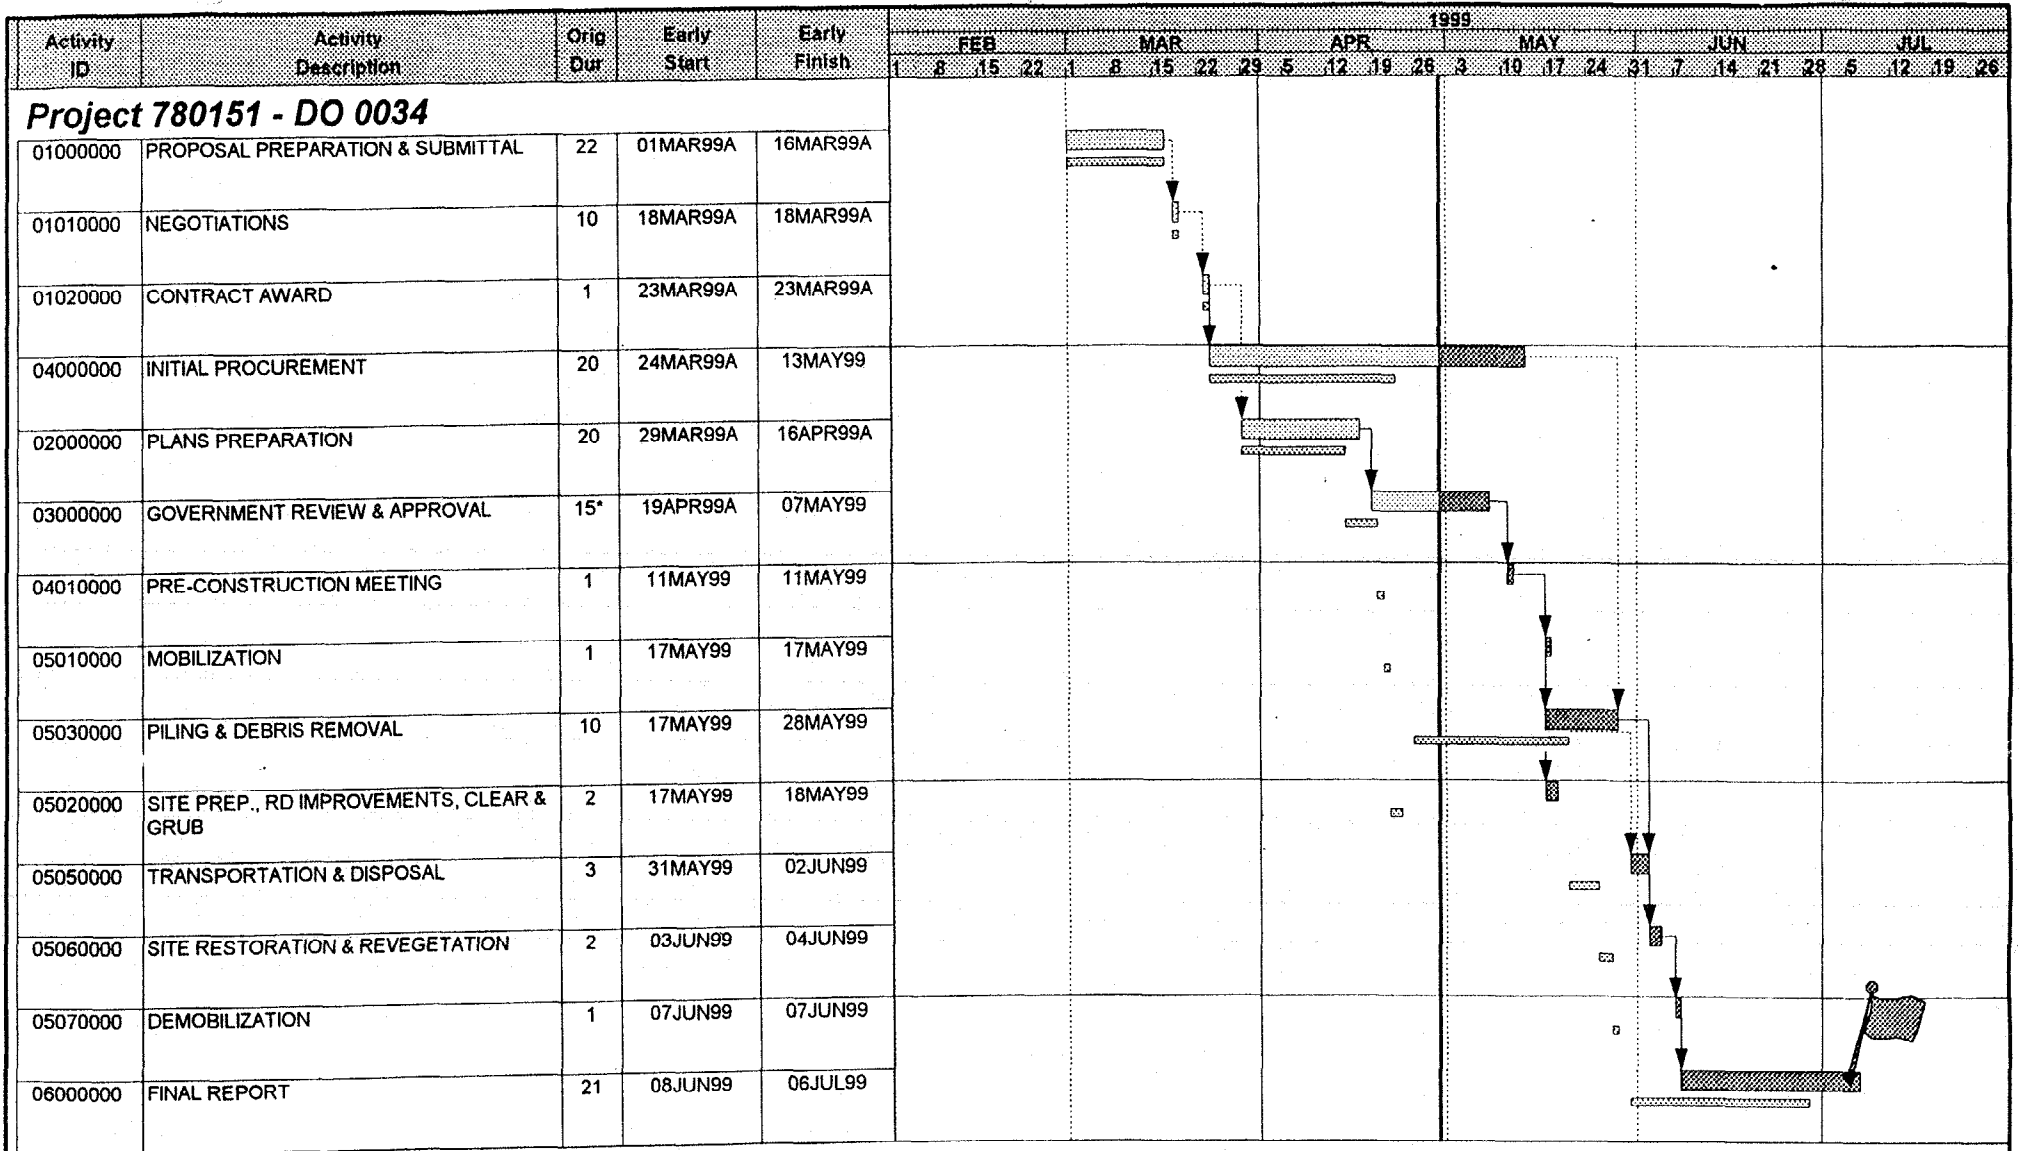 1999
Activity Activity Orig Early Early FEB MAR APR MAY JUN JUL
ID Description Dur Start Finish 1 8 15 22 1 8 15 22 29 5 12 19 26 3 10 17 24 31 7 14 21 28 5 12 19 26
Project 780151 - DO 0034
01000000 PROPOSAL PREPARATION & SUBMITTAL 22 01MAR99A 16MAR99A
01010000 NEGOTIATIONS 10 18MAR99A 18MAR99A
01020000 CONTRACT AWARD 1 23MAR99A 23MAR99A
04000000 INITIAL PROCUREMENT 20 24MAR99A 13MAY99
02000000 PLANS PREPARATION 20 29MAR99A 16APR99A
03000000 GOVERNMENT REVIEW & APPROVAL 15* 19APR99A 07MAY99
04010000 PRE-CONSTRUCTION MEETING 1 11MAY99 11MAY99
05010000 MOBILIZATION 1 17MAY99 17MAY99
05030000 PILING & DEBRIS REMOVAL 10 17MAY99 28MAY99
05020000 SITE PREP., RD IMPROVEMENTS, CLEAR & 2 17MAY99 18MAY99
GRUB
05050000 TRANSPORTATION & DISPOSAL 3 31MAY99 02JUN99
05060000 SITE RESTORATION & REVEGETATION 2 03JUN99 04JUN99
05070000 DEMOBILIZATION 1 07JUN99 07JUN99
06000000 FINAL REPORT 21 08JUN99 06JUL99